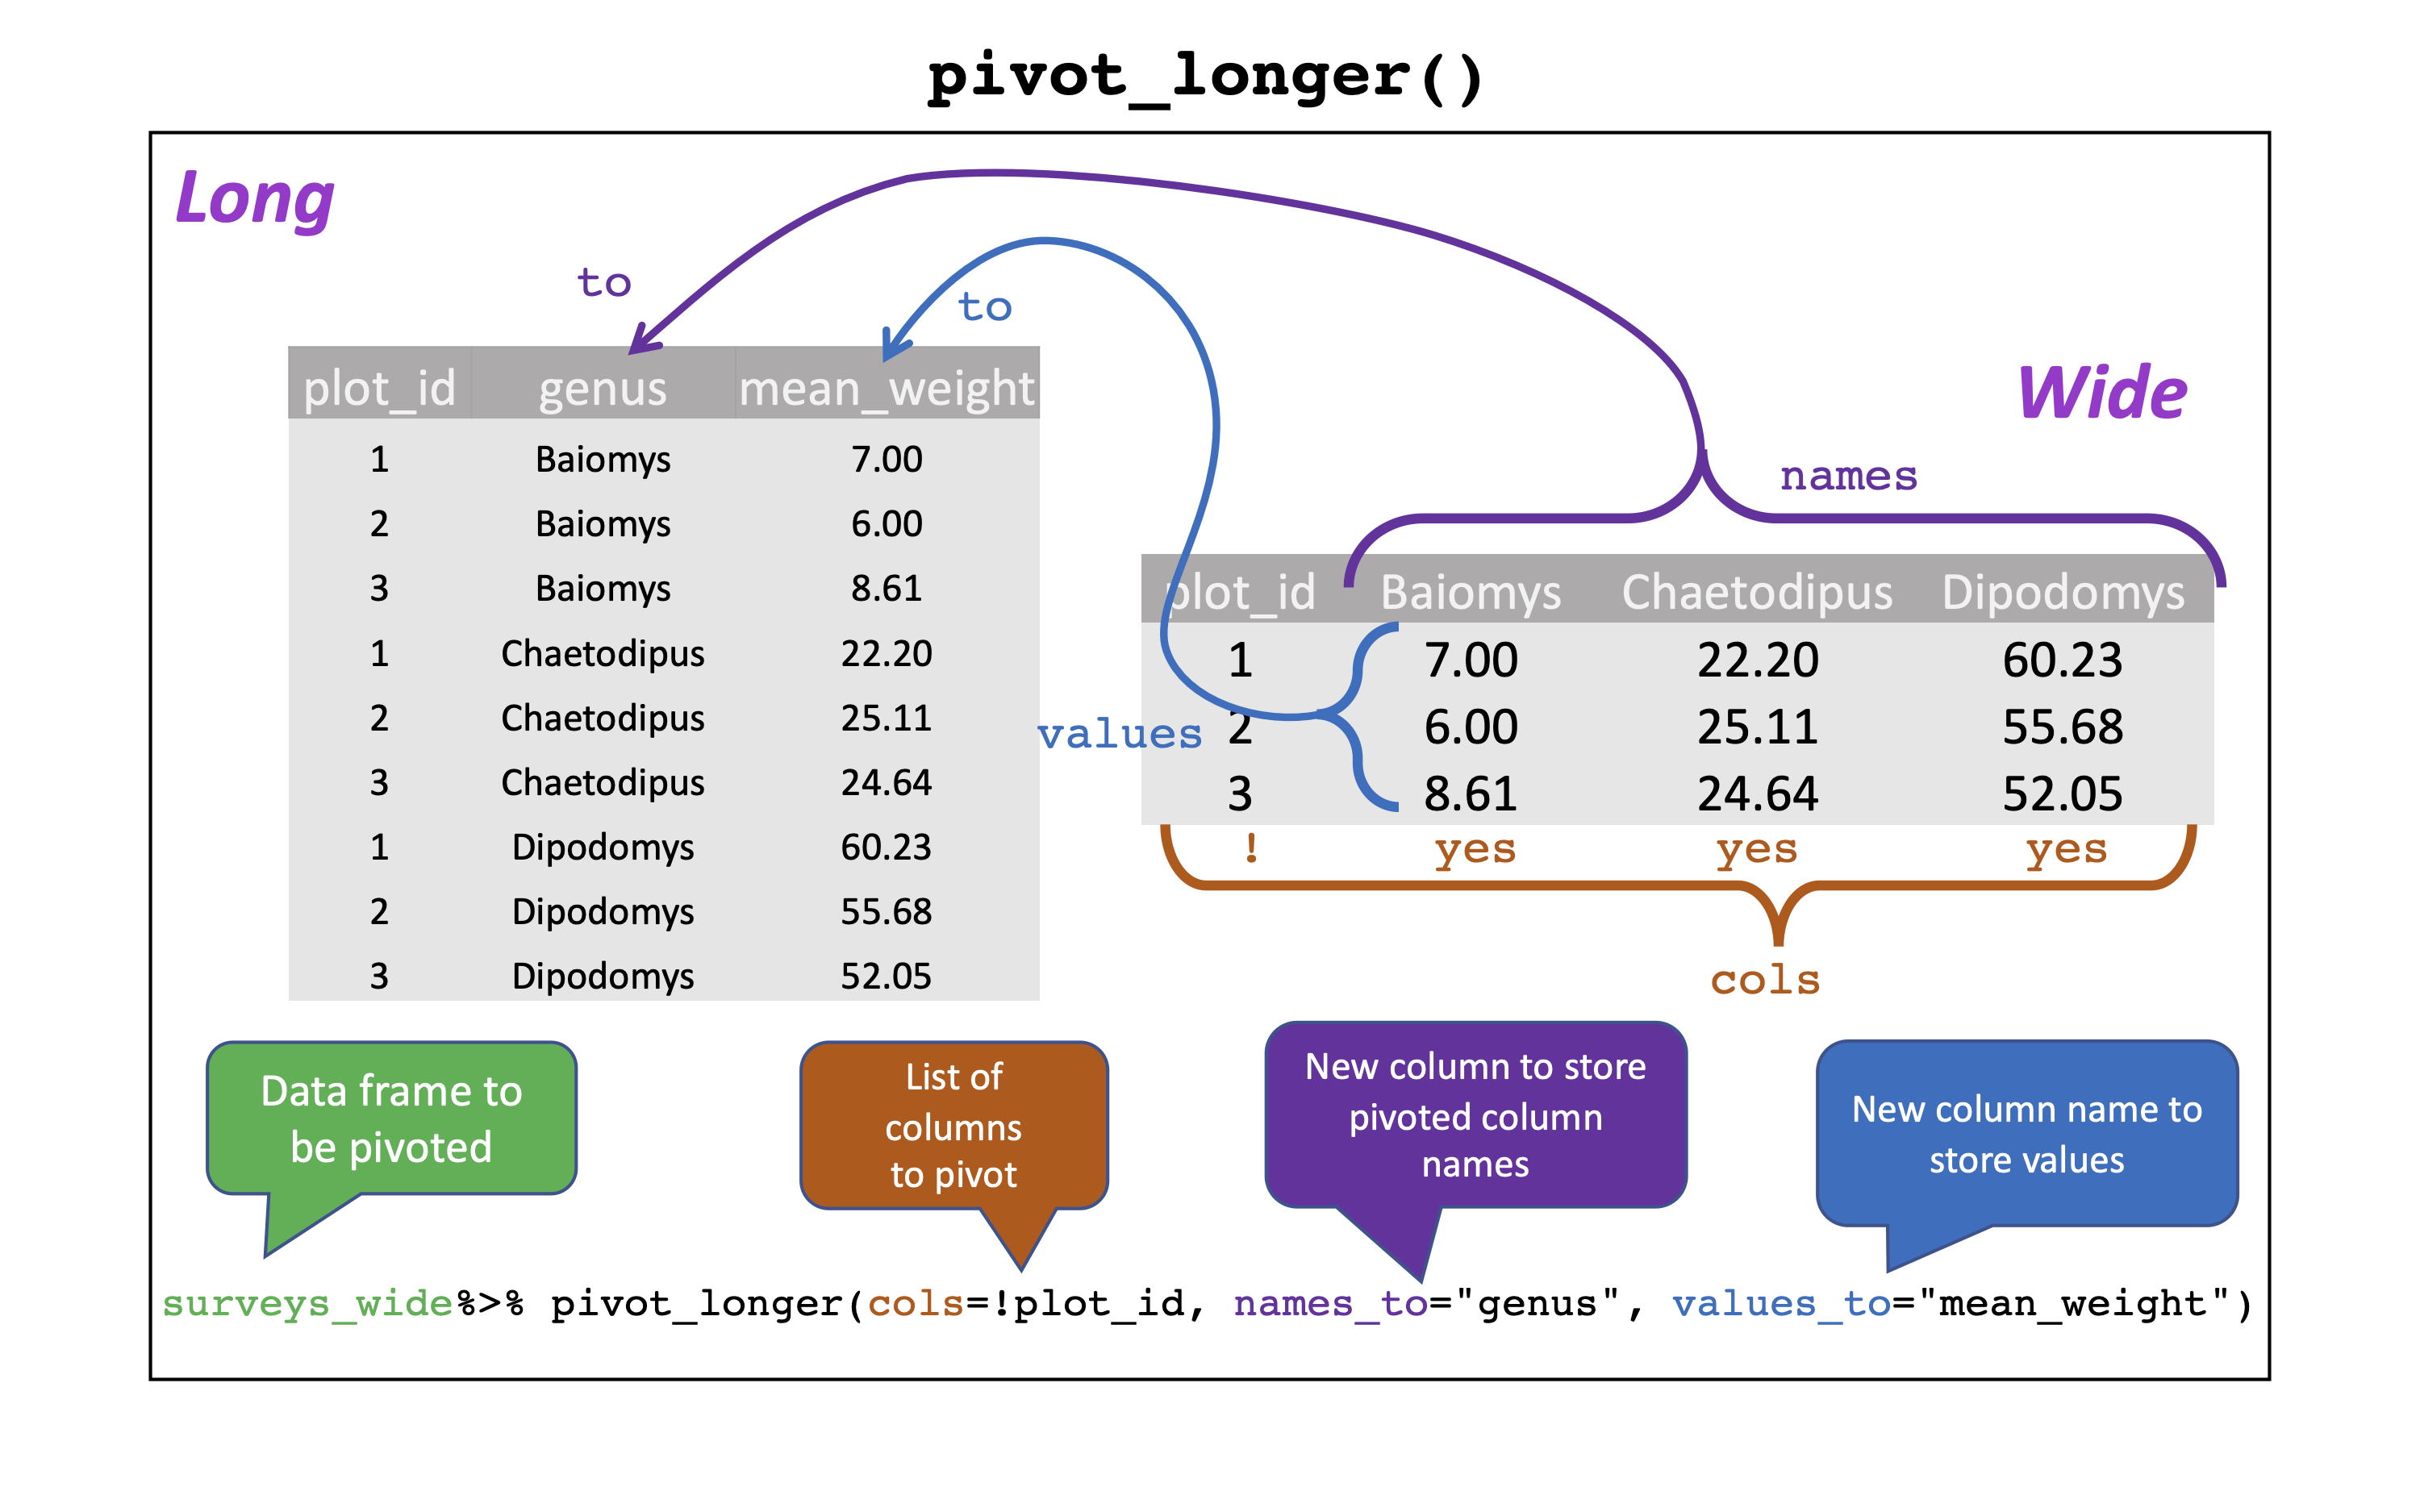 pivot_longer()
Long
to
to
Wide
names
plot_id genus mean_weight
1 Baiomys 7.00
2 Baiomys 6.00
3 Baiomys 8.61
1 Chaetodipus 22.20
2 Chaetodipus 25.11
3 Chaetodipus 24.64
1 Dipodomys 60.23
2 Dipodomys 55.68
3 Dipodomys 52.05
plot_id Baiomys Chaetodipus Dipodomys
1 7.00 22.20 60.23
2 6.00 25.11 55.68
3 8.61 24.64 52.05
values
! yes yes yes
cols
Data frame to
be pivoted
List of
columns
to pivot
New column to store
pivoted column
names
New column name to
store values
surveys_wide%>% pivot_longer(cols=!plot_id, names_to="genus", values_to="mean_weight")